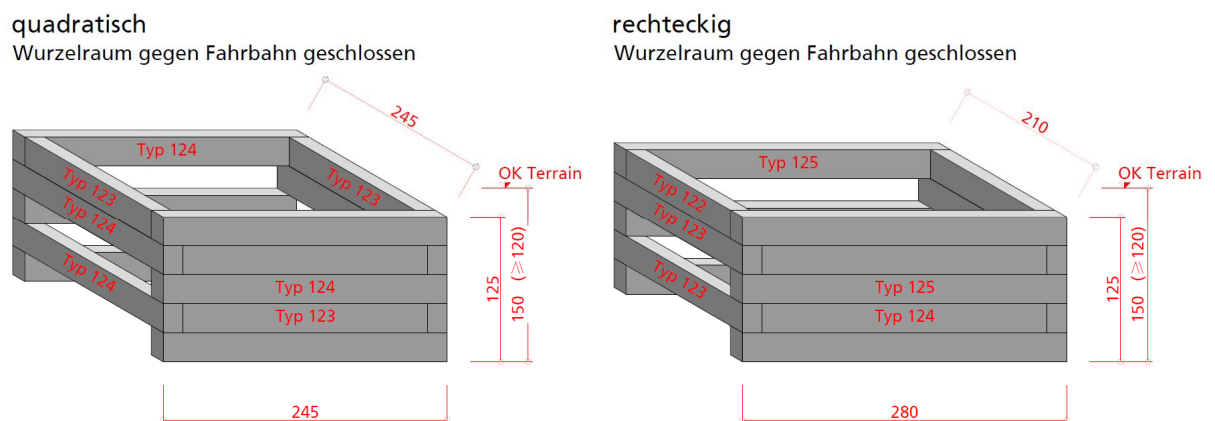 quadratisch
Wurzelraum gegen Fahrbahn geschlossen
245
Typ 124
OK Terrain
Typ 123
Typ 123
Typ 124
Typ 124
Typ 124
Typ 123
125
150 (≥120)
245
rechteckig
Wurzelraum gegen Fahrbahn geschlossen
210
Typ 125
OK Terrain
Typ 122
Typ 123
Typ 123
Typ 125
Typ 124
125
150 (≥120)
280